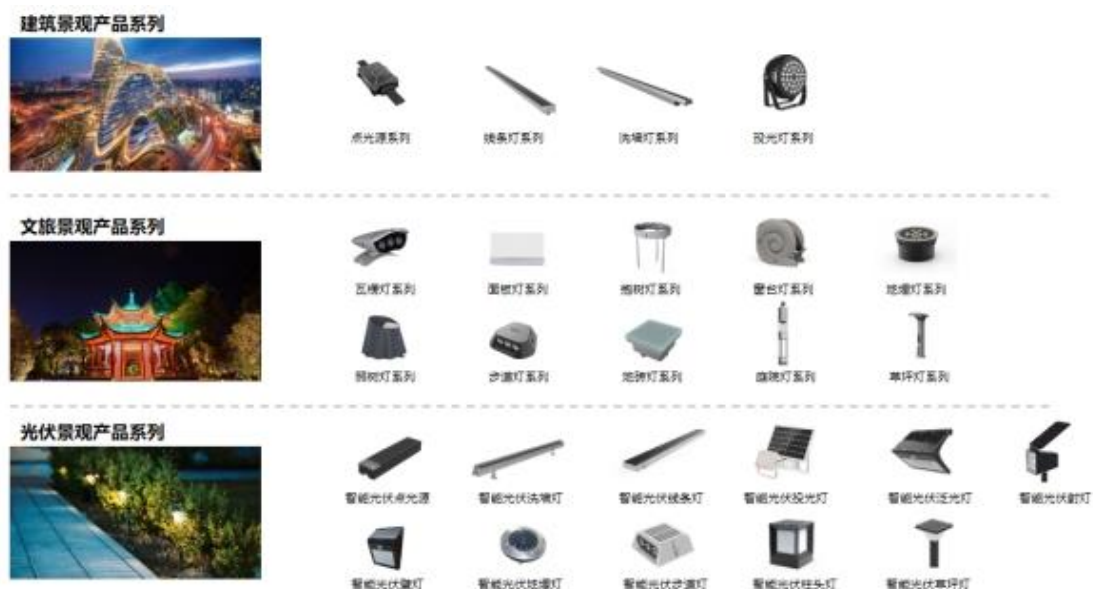 建筑景观产品系列
点光源系列 线条灯系列 洗墙灯系列 投光灯系列
文旅景观产品系列
瓦楞灯系列 面板灯系列 抱树灯系列 窗台灯系列 地埋灯系列
照树灯系列 步道灯系列 地砖灯系列 庭院灯系列 草坪灯系列
光伏景观产品系列
智能光伏点光源 智能光伏洗墙灯 智能光伏线条灯 智能光伏投光灯 智能光伏泛光灯 智能光伏射灯
智能光伏壁灯 智能光伏地埋灯 智能光伏步道灯 智能光伏柱头灯 智能光伏草坪灯